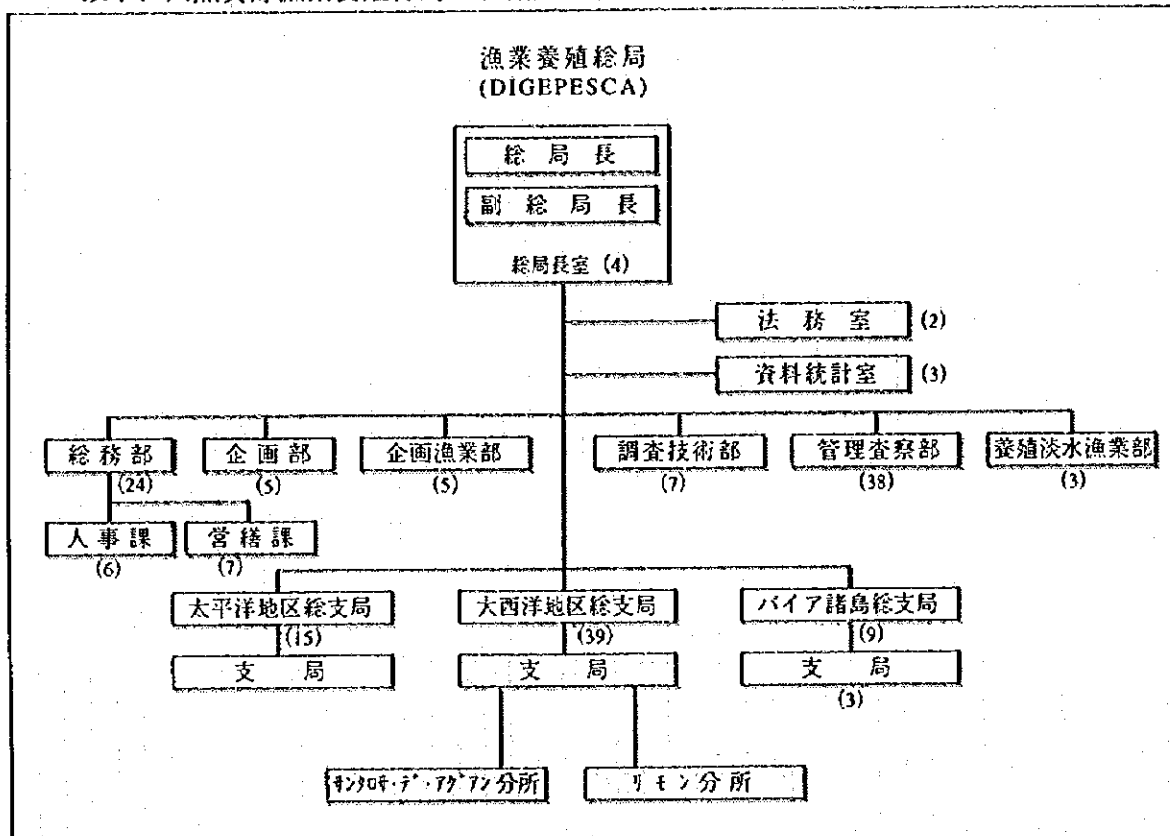 漁業養殖総局
(DIGEPESCA)
総局長
副総局長
総局長室 (4)
法務室 (2)
資料統計室 (3)
総務部 企画部 企画漁業部 調査技術部 管理査察部 養殖淡水漁業部
(24) (5) (5) (7) (38) (3)
人事課 営繕課
(6) (7)
太平洋地区総支局 大西洋地区総支局 バイア諸島総支局
(15) (39) (9)
支局 支局 支局
(3)
サンタロサ・デ・アグアン分所 リモン分所